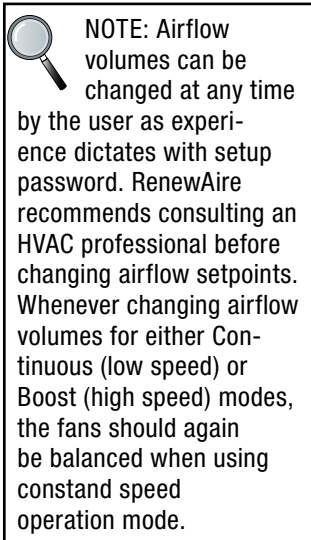 NOTE: Airflow
volumes can be
changed at any time
by the user as experi-
ence dictates with setup
password. RenewAire
recommends consulting an
HVAC professional before
changing airflow setpoints.
Whenever changing airflow
volumes for either Con-
tinuous (low speed) or
Boost (high speed) modes,
the fans should again
be balanced when using
constand speed
operation mode.